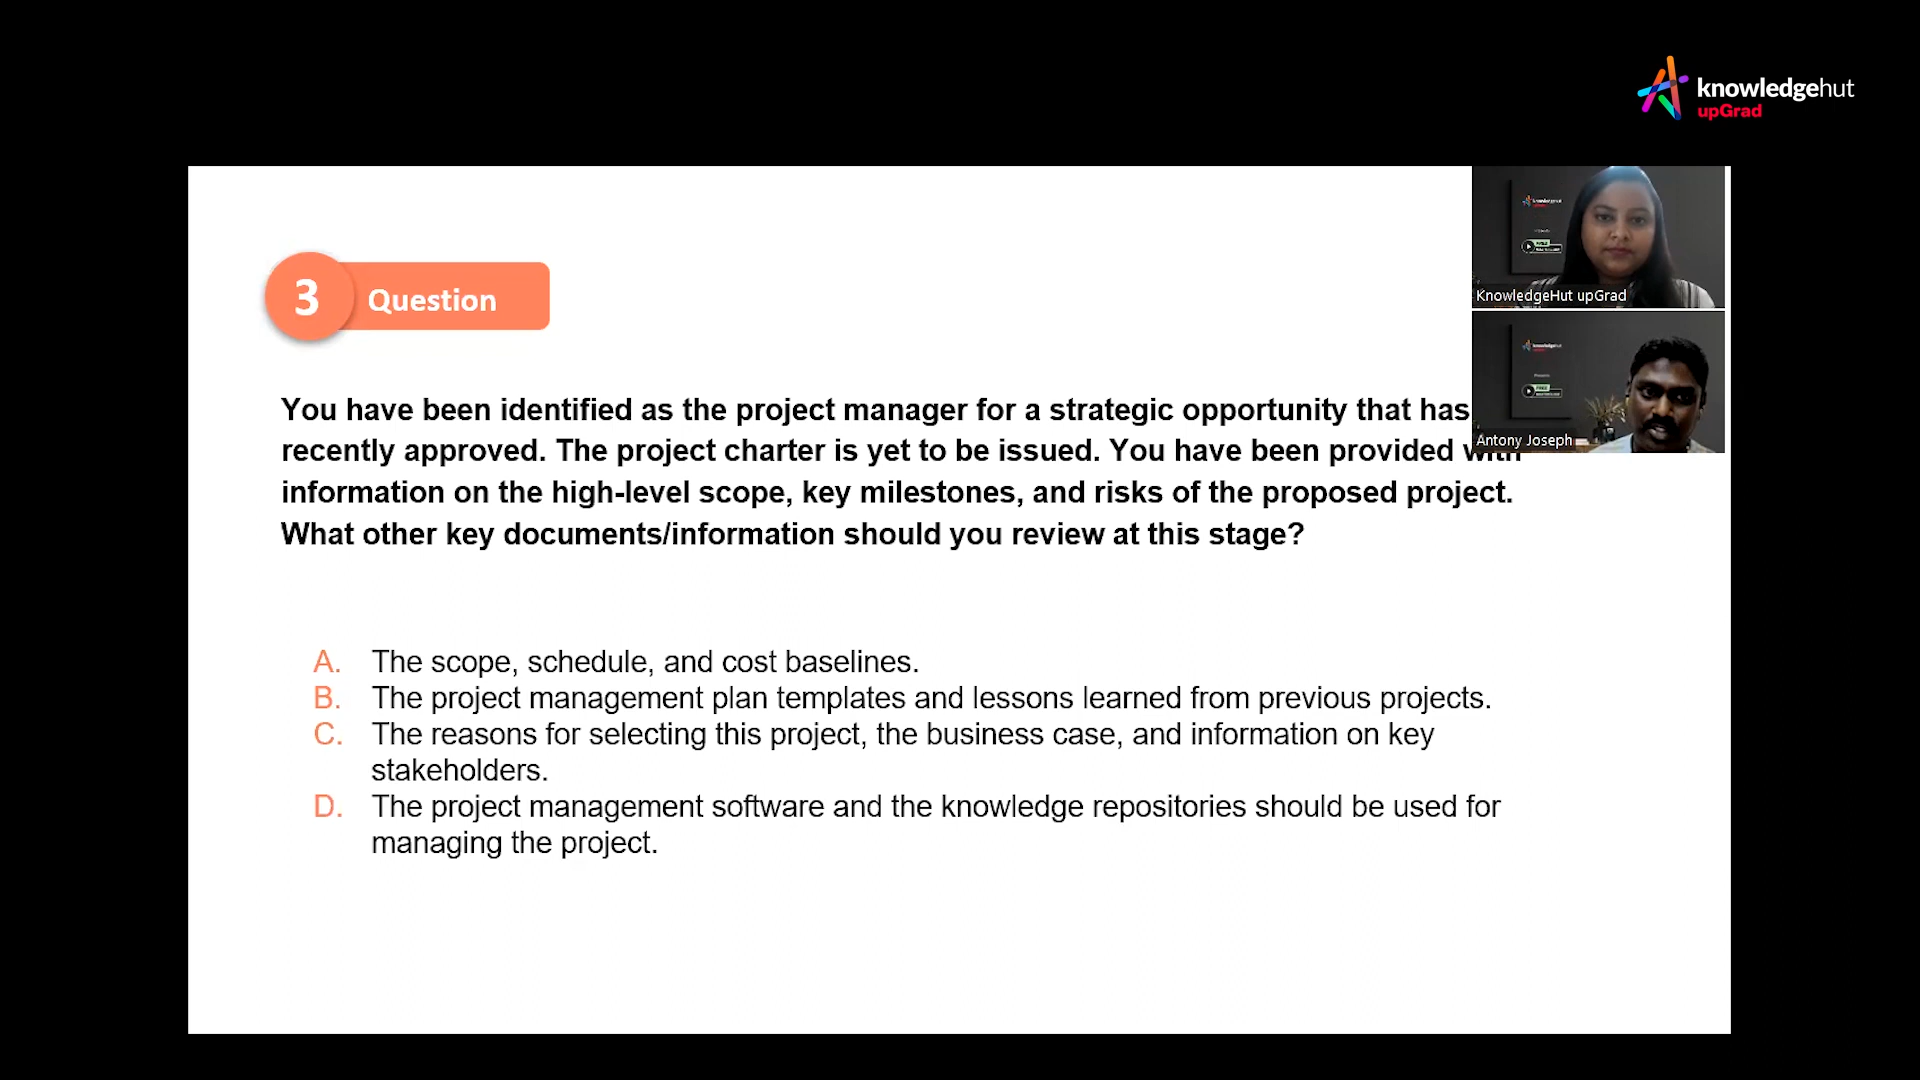 knowledgehut
upGrad
3 Question
KnowledgeHut upGrad
Antony Joseph
You have been identified as the project manager for a strategic opportunity that has
recently approved. The project charter is yet to be issued. You have been provided with
information on the high-level scope, key milestones, and risks of the proposed project.
What other key documents/information should you review at this stage?
A. The scope, schedule, and cost baselines.
B. The project management plan templates and lessons learned from previous projects.
C. The reasons for selecting this project, the business case, and information on key
stakeholders.
D. The project management software and the knowledge repositories should be used for
managing the project.